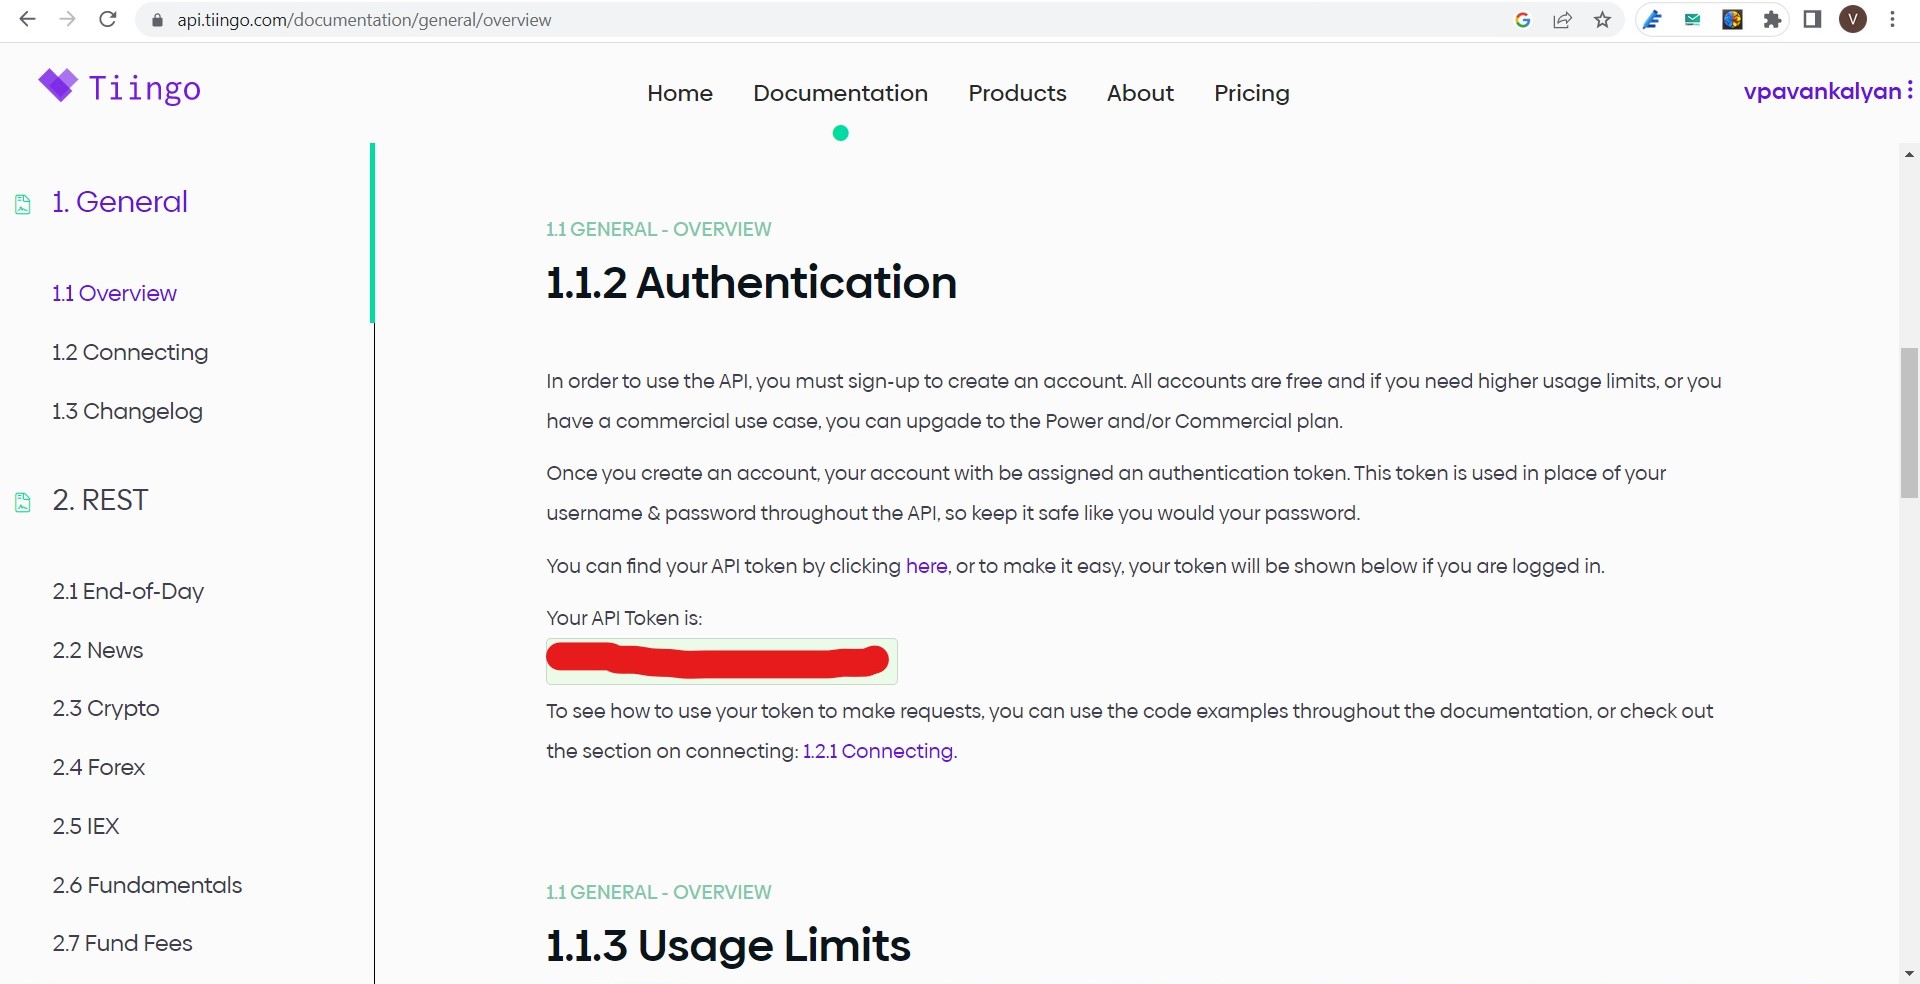 api.tiingo.com/documentation/general/overview
V
Tiingo
Home Documentation Products About Pricing
vpavankalyan
1. General
1.1 Overview
1.2 Connecting
1.3 Changelog
2. REST
2.1 End-of-Day
2.2 News
2.3 Crypto
2.4 Forex
2.5 IEX
2.6 Fundamentals
2.7 Fund Fees
1.1 GENERAL - OVERVIEW
1.1.2 Authentication
In order to use the API, you must sign-up to create an account. All accounts are free and if you need higher usage limits, or you
have a commercial use case, you can upgade to the Power and/or Commercial plan.
Once you create an account, your account with be assigned an authentication token. This token is used in place of your
username & password throughout the API, so keep it safe like you would your password.
You can find your API token by clicking here, or to make it easy, your token will be shown below if you are logged in.
Your API Token is:
To see how to use your token to make requests, you can use the code examples throughout the documentation, or check out
the section on connecting: 1.2.1 Connecting.
1.1 GENERAL - OVERVIEW
1.1.3 Usage Limits